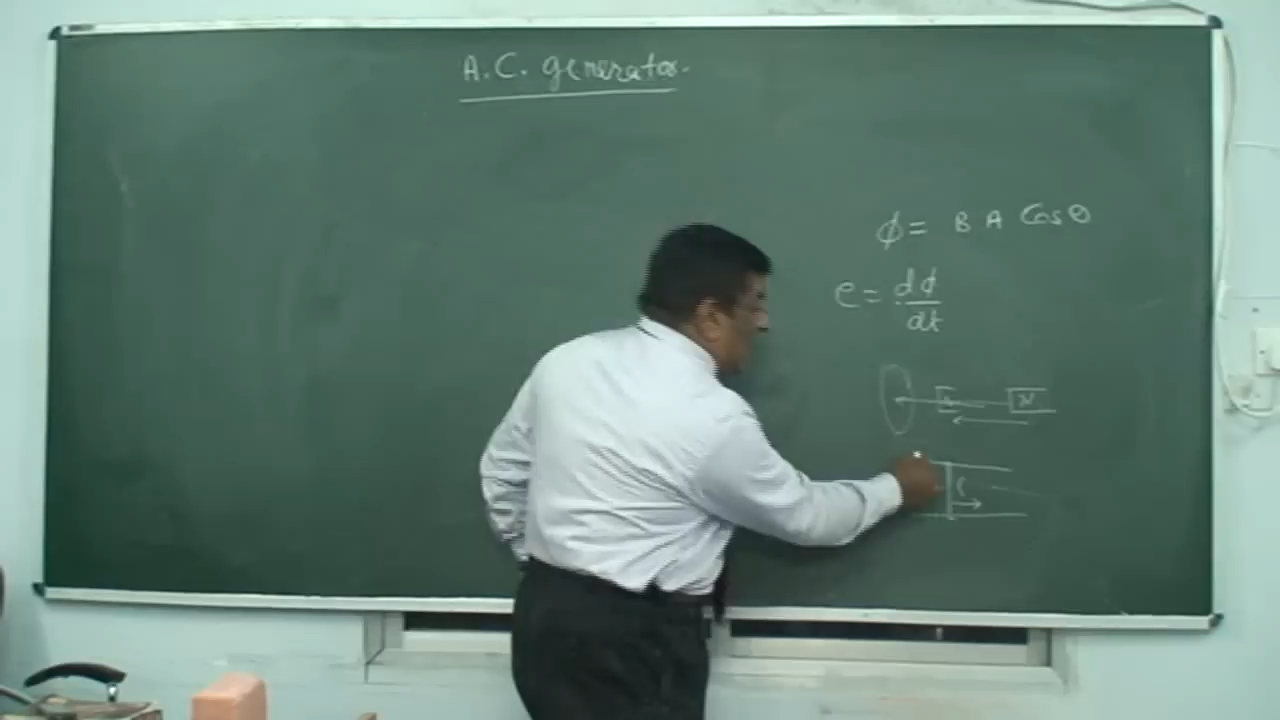 A.C. generator.
ϕ = B A Cosθ
e = dϕ/dt
N